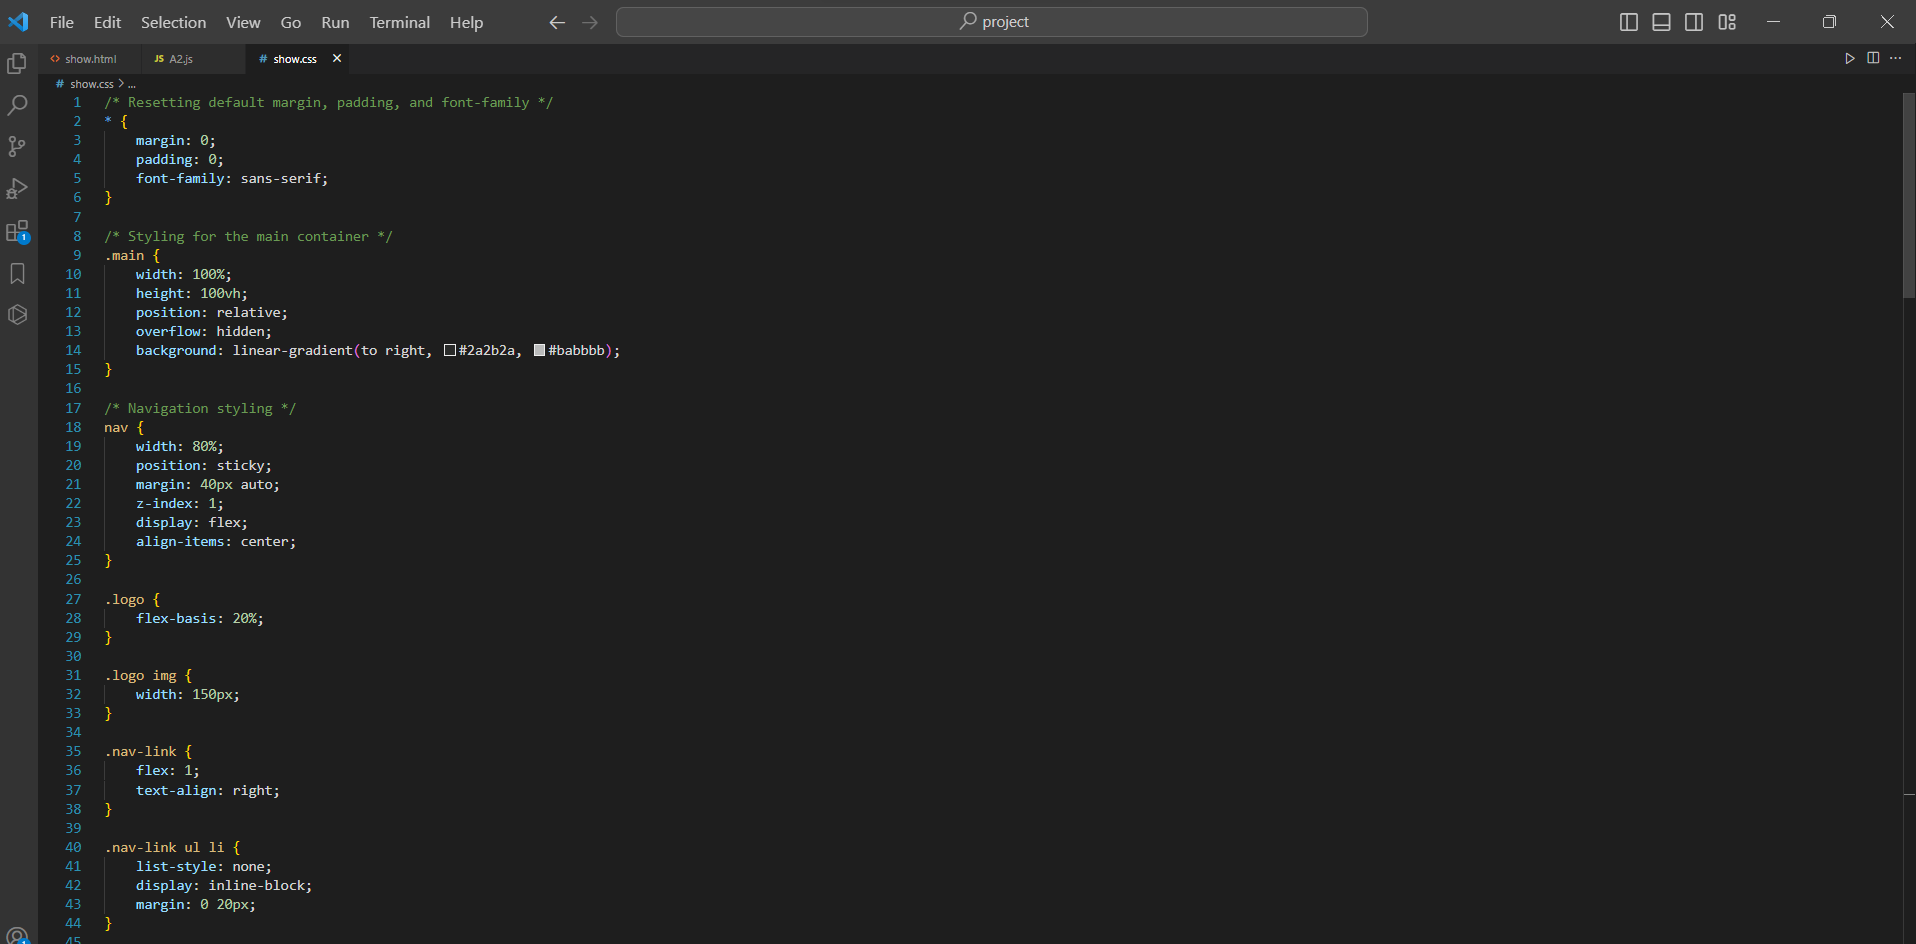 File Edit Selection View Go Run Terminal Help project
<> show.html JS A2.js # show.css
# show.css > ...
1 /* Resetting default margin, padding, and font-family */
2 * {
3 margin: 0;
4 padding: 0;
5 font-family: sans-serif;
6 }
7
8 /* Styling for the main container */
9 .main {
10 width: 100%;
11 height: 100vh;
12 position: relative;
13 overflow: hidden;
14 background: linear-gradient(to right, #2a2b2a, #babbbb);
15 }
16
17 /* Navigation styling */
18 nav {
19 width: 80%;
20 position: sticky;
21 margin: 40px auto;
22 z-index: 1;
23 display: flex;
24 align-items: center;
25 }
26
27 .logo {
28 flex-basis: 20%;
29 }
30
31 .logo img {
32 width: 150px;
33 }
34
35 .nav-link {
36 flex: 1;
37 text-align: right;
38 }
39
40 .nav-link ul li {
41 list-style: none;
42 display: inline-block;
43 margin: 0 20px;
44 }
45
1
1